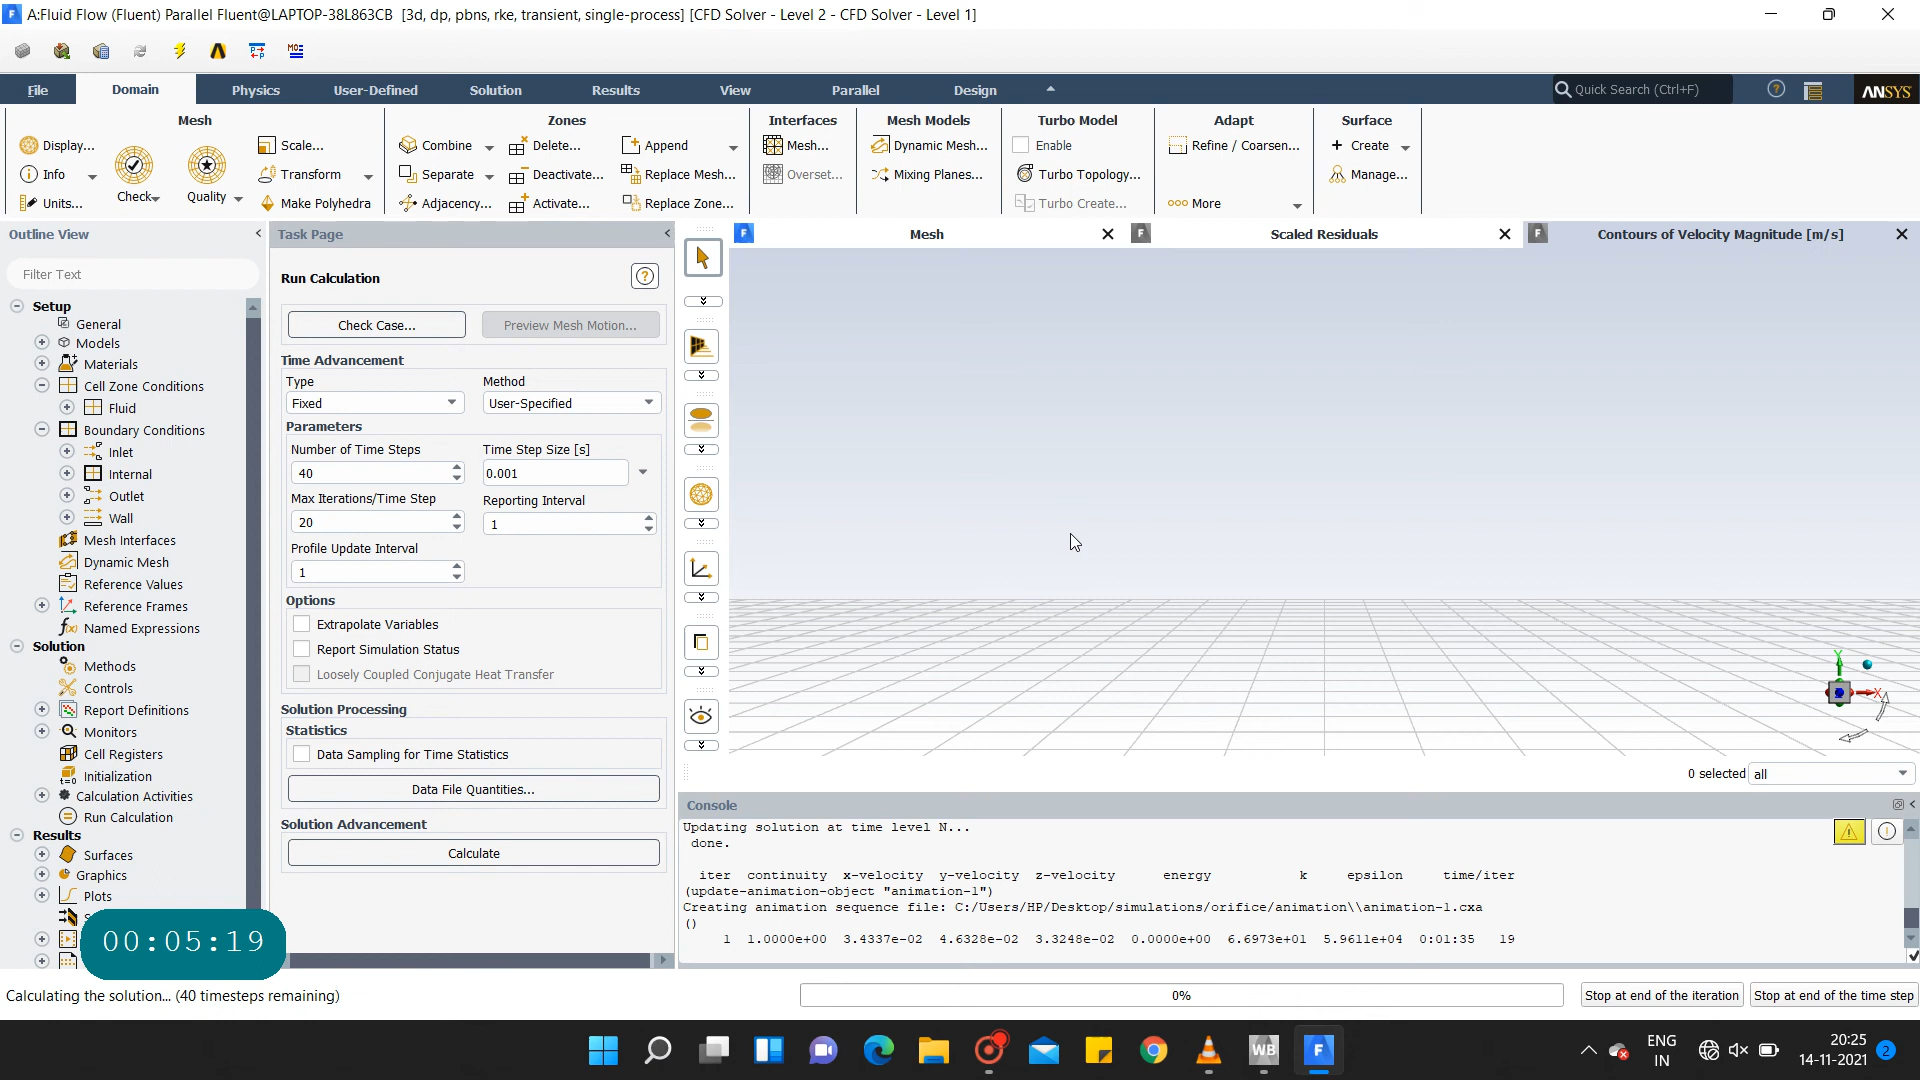 A:Fluid Flow (Fluent) Parallel Fluent@LAPTOP-38L863CB [3d, dp, pbns, rke, transient, single-process] [CFD Solver - Level 2 - CFD Solver - Level 1]
File Domain Physics User-Defined Solution Results View Parallel Design Quick Search (Ctrl+F) ANSYS
Mesh Zones Interfaces Mesh Models Turbo Model Adapt Surface
Display... Scale... Combine Delete... Append Mesh... Dynamic Mesh... Enable Refine / Coarsen... Create
Info Transform Separate Deactivate... Replace Mesh... Overset... Mixing Planes... Turbo Topology... Manage...
Check Quality
Units... Make Polyhedra Adjacency... Activate... Replace Zone... Turbo Create... More
Outline View
Filter Text
Setup
General
Models
Materials
Cell Zone Conditions
Fluid
Boundary Conditions
Inlet
Internal
Outlet
Wall
Mesh Interfaces
Dynamic Mesh
Reference Values
Reference Frames
Named Expressions
Solution
Methods
Controls
Report Definitions
Monitors
Cell Registers
Initialization
Calculation Activities
Run Calculation
Results
Surfaces
Graphics
Plots
00:05:19
Task Page
Run Calculation
Check Case... Preview Mesh Motion...
Time Advancement
Type Method
Fixed User-Specified
Parameters
Number of Time Steps Time Step Size [s]
40 0.001
Max Iterations/Time Step Reporting Interval
20 1
Profile Update Interval
1
Options
Extrapolate Variables
Report Simulation Status
Loosely Coupled Conjugate Heat Transfer
Solution Processing
Statistics
Data Sampling for Time Statistics
Data File Quantities...
Solution Advancement
Calculate
Mesh Scaled Residuals Contours of Velocity Magnitude [m/s]
Y
X
0 selected all
Console
Updating solution at time level N...
done.
iter continuity x-velocity y-velocity z-velocity energy k epsilon time/iter
(update-animation-object "animation-1")
Creating animation sequence file: C:/Users/HP/Desktop/simulations/orifice/animation\\animation-1.cxa
()
1 1.0000e+00 3.4337e-02 4.6328e-02 3.3248e-02 0.0000e+00 6.6973e+01 5.9611e+04 0:01:35 19
Calculating the solution... (40 timesteps remaining) 0% Stop at end of the iteration Stop at end of the time step
WB F ENG
IN
20:25
14-11-2021
2